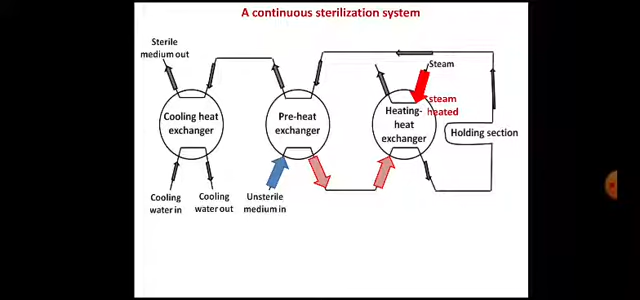 A continuous sterilization system
Sterile
medium out
Steam
steam
heated
Cooling heat
exchanger
Pre-heat
exchanger
Heating-
heat
exchanger
Holding section
Cooling
water in
Cooling
water out
Unsterile
medium in